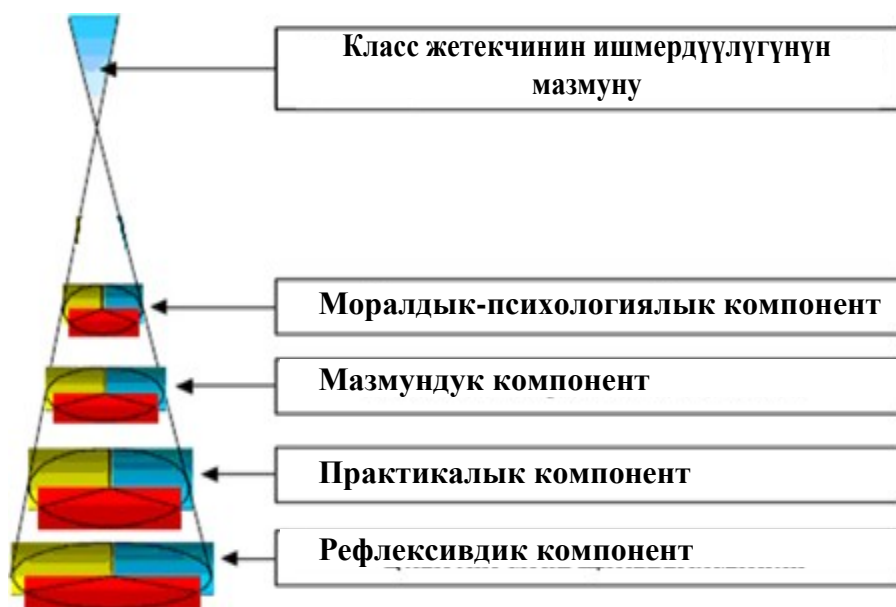 Класс жетекчинин ишмердүүлүгүнүн
мазмуну
Моралдык-психологиялык компонент
Мазмундук компонент
Практикалык компонент
Рефлексивдик компонент